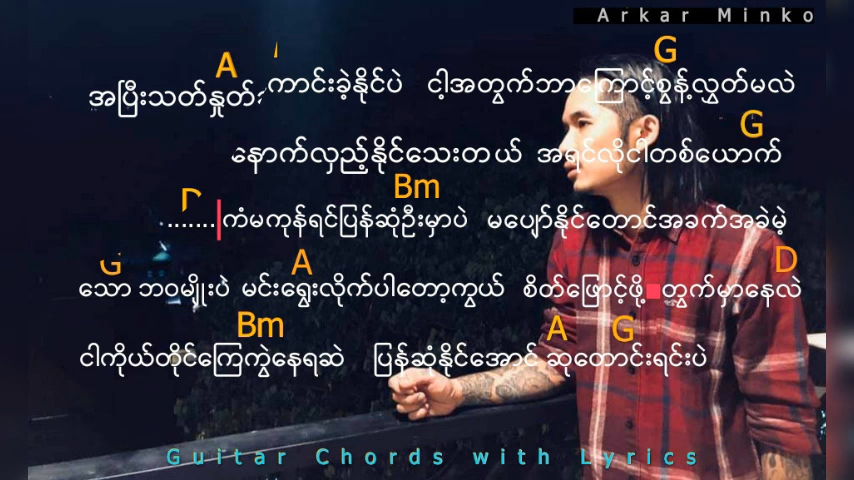 Arkar Minko
A G
အပြီးသတ်နှုတ် ကာင်းခဲ့နိုင်ပဲ ငါ့အတွက်ဘာကြောင့်စွန့်လွှတ်မလဲ
G
နောက်လှည့်နိုင်သေးတယ် အရင်လိုငါတစ်ယောက်
Bm
....... ကံမကုန်ရင်ပြန်ဆုံဦးမှာပဲ မပျော်နိုင်တောင်အခက်အခဲမဲ့
G A D
သော ဘဝမျိုးပဲ မင်းရွေးလိုက်ပါတော့ကွယ် စိတ်ဖြောင့်ဖို့ တွက်မှာနေလဲ
Bm A G
ငါကိုယ်တိုင်ကြေကွဲနေရဆဲ ပြန်ဆုံနိုင်အောင် ဆုတောင်းရင်းပဲ
Guitar Chords with Lyrics